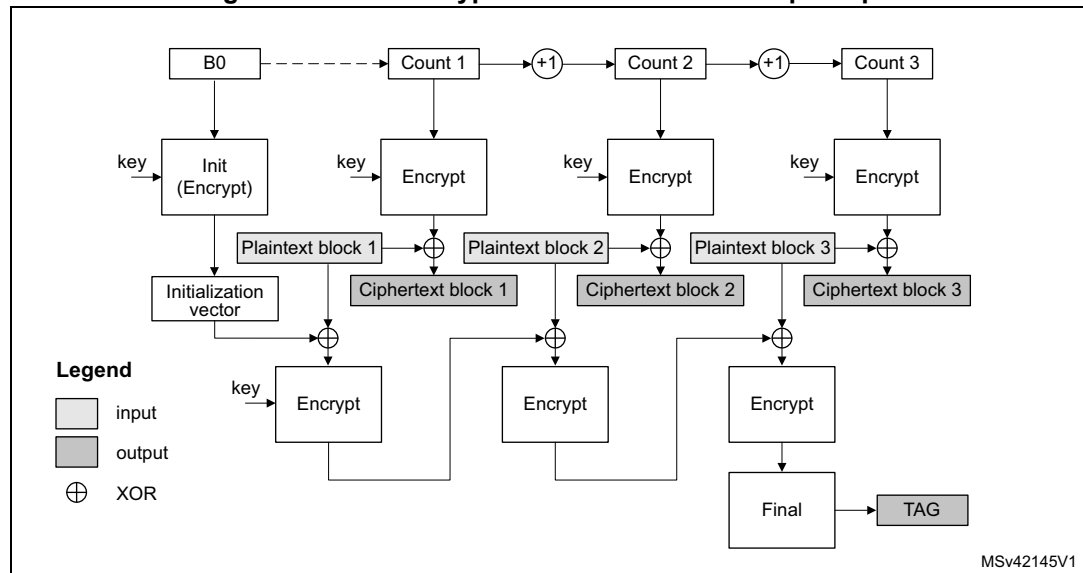 B0
Count 1
+1
Count 2
+1
Count 3
key
Init
(Encrypt)
key
Encrypt
key
Encrypt
key
Encrypt
Plaintext block 1
Plaintext block 2
Plaintext block 3
Ciphertext block 1
Ciphertext block 2
Ciphertext block 3
Initialization
vector
Legend
input
output
XOR
key
Encrypt
Encrypt
Encrypt
Final
TAG
MSv42145V1